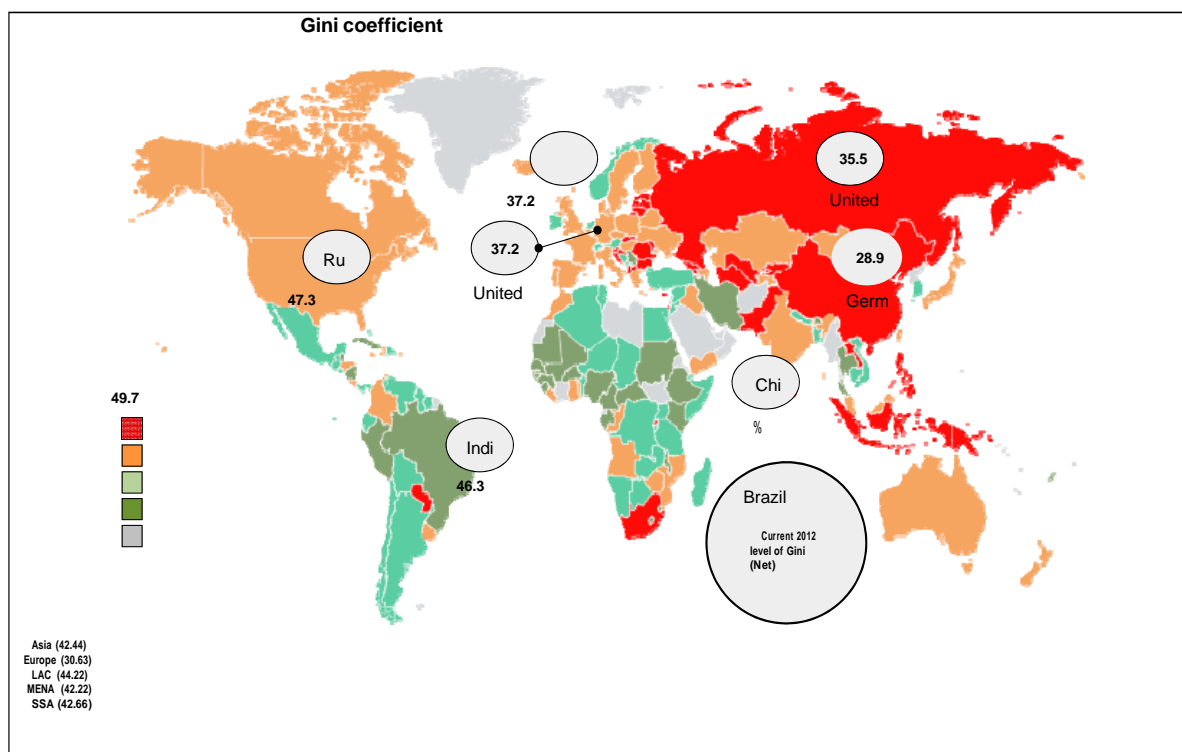 Gini coefficient
35.5
United
37.2
37.2
United
28.9
Germ
Ru
47.3
Chi
%
49.7
Indi
46.3
Brazil
Current 2012
level of Gini
(Net)
Asia (42.44)
Europe (30.63)
LAC (44.22)
MENA (42.22)
SSA (42.66)